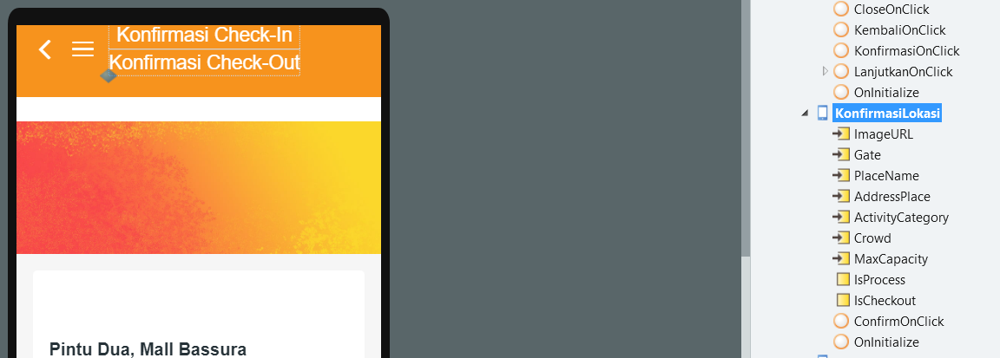 Konfirmasi Check-In
Konfirmasi Check-Out
Pintu Dua, Mall Bassura
CloseOnClick
KembaliOnClick
KonfirmasiOnClick
LanjutkanOnClick
OnInitialize
KonfirmasiLokasi
ImageURL
Gate
PlaceName
AddressPlace
ActivityCategory
Crowd
MaxCapacity
IsProcess
IsCheckout
ConfirmOnClick
OnInitialize